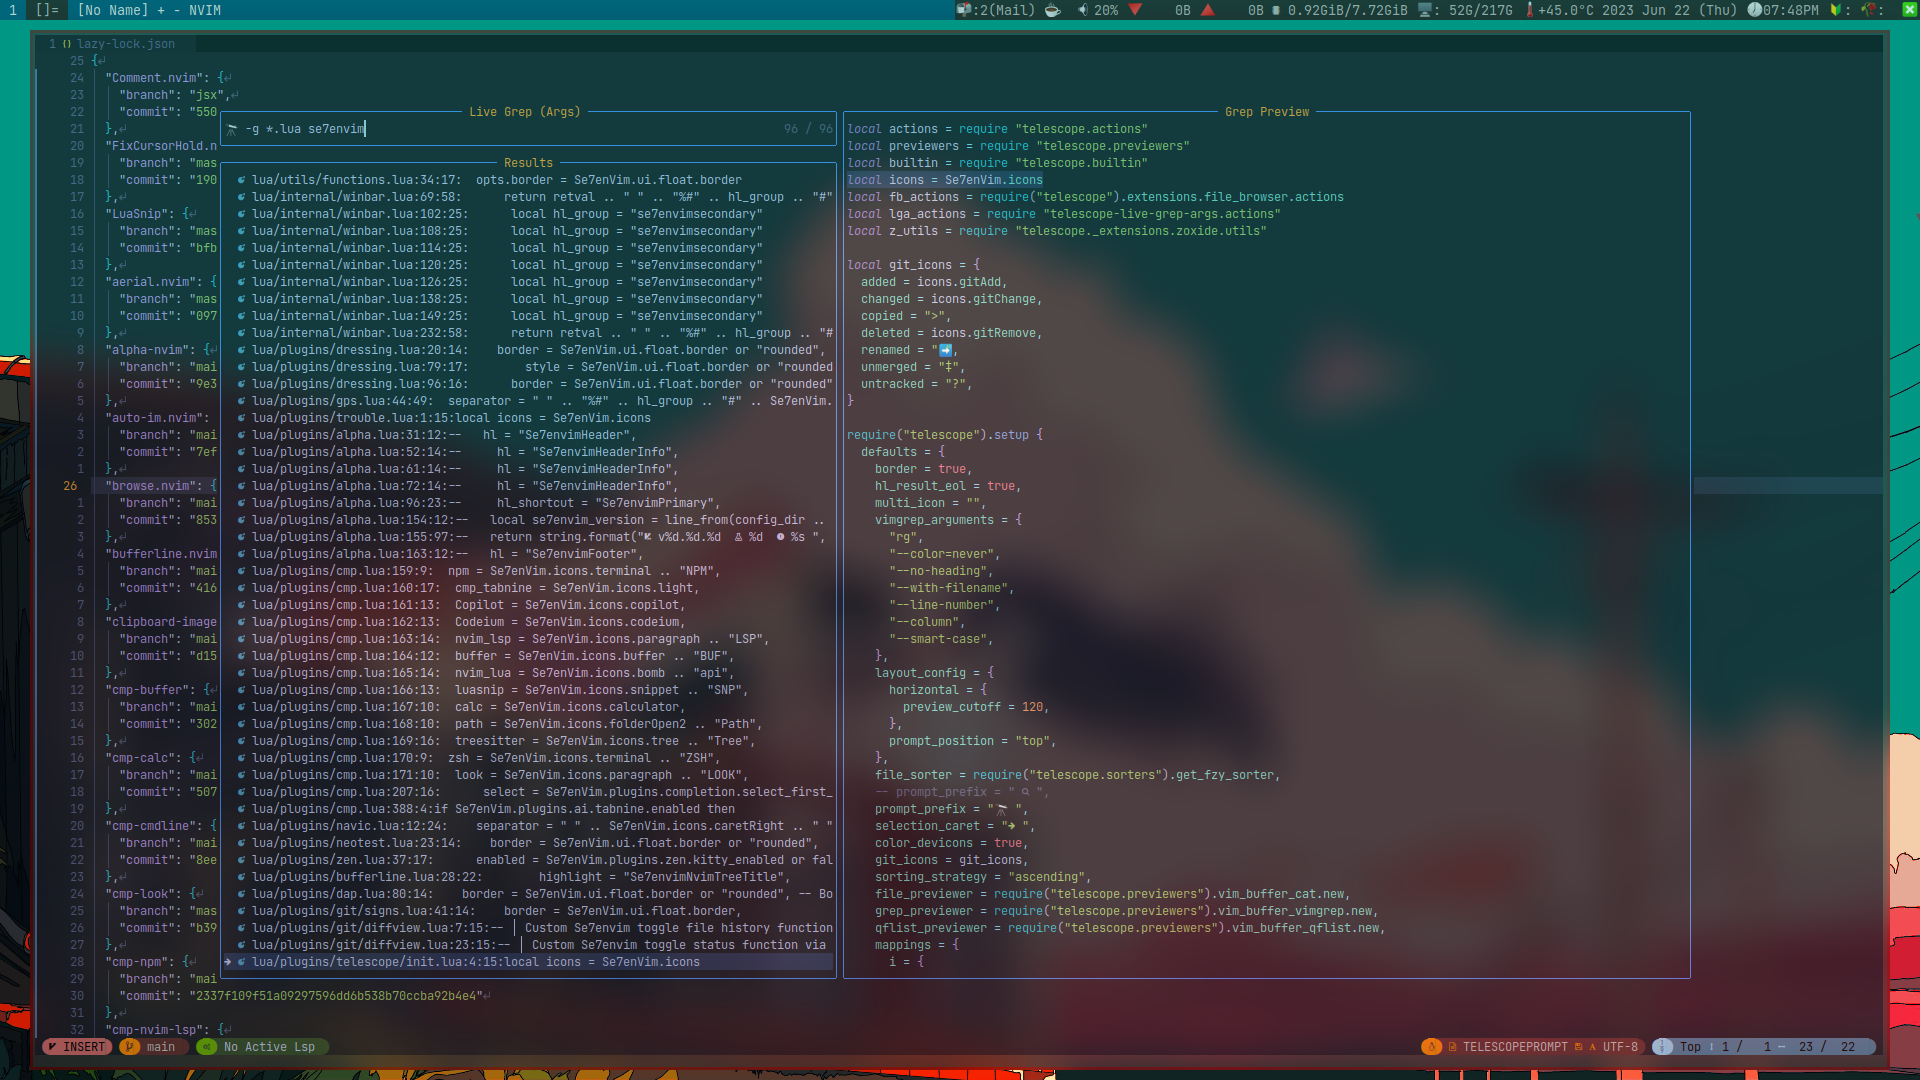 1 []= [No Name] + - NVIM
:2(Mail) 20% 0B 0B 0.92GiB/7.72GiB : 52G/217G +45.0°C 2023 Jun 22 (Thu) 07:48PM : :
1 {} lazy-lock.json
25 {
24 "Comment.nvim": {
23 "branch": "jsx",
22 "commit": "550
21 },
20 "FixCursorHold.n
19 "branch": "mas
18 "commit": "190
17 },
16 "LuaSnip": {
15 "branch": "mas
14 "commit": "bfb
13 },
12 "aerial.nvim": {
11 "branch": "mas
10 "commit": "097
9 },
8 "alpha-nvim": {
7 "branch": "mai
6 "commit": "9e3
5 },
4 "auto-im.nvim":
3 "branch": "mai
2 "commit": "7ef
1 },
26 "browse.nvim": {
1 "branch": "mai
2 "commit": "853
3 },
4 "bufferline.nvim
5 "branch": "mai
6 "commit": "416
7 },
8 "clipboard-image
9 "branch": "mai
10 "commit": "d15
11 },
12 "cmp-buffer": {
13 "branch": "mai
14 "commit": "302
15 },
16 "cmp-calc": {
17 "branch": "mai
18 "commit": "507
19 },
20 "cmp-cmdline": {
21 "branch": "mai
22 "commit": "8ee
23 },
24 "cmp-look": {
25 "branch": "mas
26 "commit": "b39
27 },
28 "cmp-npm": {
29 "branch": "mai
30 "commit": "2337f109f51a09297596dd6b538b70ccba92b4e4"
31 },
32 "cmp-nvim-lsp": {
Live Grep (Args)
-g *.lua se7envim 96 / 96
Results
lua/utils/functions.lua:34:17: opts.border = Se7enVim.ui.float.border
lua/internal/winbar.lua:69:58: return retval .. " " .. "%#" .. hl_group .. "#"
lua/internal/winbar.lua:102:25: local hl_group = "se7envimsecondary"
lua/internal/winbar.lua:108:25: local hl_group = "se7envimsecondary"
lua/internal/winbar.lua:114:25: local hl_group = "se7envimsecondary"
lua/internal/winbar.lua:120:25: local hl_group = "se7envimsecondary"
lua/internal/winbar.lua:126:25: local hl_group = "se7envimsecondary"
lua/internal/winbar.lua:138:25: local hl_group = "se7envimsecondary"
lua/internal/winbar.lua:149:25: local hl_group = "se7envimsecondary"
lua/internal/winbar.lua:232:58: return retval .. " " .. "%#" .. hl_group .. "#
lua/plugins/dressing.lua:20:14: border = Se7enVim.ui.float.border or "rounded",
lua/plugins/dressing.lua:79:17: style = Se7enVim.ui.float.border or "rounded
lua/plugins/dressing.lua:96:16: border = Se7enVim.ui.float.border or "rounded"
lua/plugins/gps.lua:44:49: separator = " " .. "%#" .. hl_group .. "#" .. Se7enVim.
lua/plugins/trouble.lua:1:15:local icons = Se7enVim.icons
lua/plugins/alpha.lua:31:12:-- hl = "Se7envimHeader",
lua/plugins/alpha.lua:52:14:-- hl = "Se7envimHeaderInfo",
lua/plugins/alpha.lua:61:14:-- hl = "Se7envimHeaderInfo",
lua/plugins/alpha.lua:72:14:-- hl = "Se7envimHeaderInfo",
lua/plugins/alpha.lua:96:23:-- hl_shortcut = "Se7envimPrimary",
lua/plugins/alpha.lua:154:12:-- local se7envim_version = line_from(config_dir ..
lua/plugins/alpha.lua:155:97:-- return string.format(" v%d.%d.%d %d %s ",
lua/plugins/alpha.lua:163:12:-- hl = "Se7envimFooter",
lua/plugins/cmp.lua:159:9: npm = Se7enVim.icons.terminal .. "NPM",
lua/plugins/cmp.lua:160:17: cmp_tabnine = Se7enVim.icons.light,
lua/plugins/cmp.lua:161:13: Copilot = Se7enVim.icons.copilot,
lua/plugins/cmp.lua:162:13: Codeium = Se7enVim.icons.codeium,
lua/plugins/cmp.lua:163:14: nvim_lsp = Se7enVim.icons.paragraph .. "LSP",
lua/plugins/cmp.lua:164:12: buffer = Se7enVim.icons.buffer .. "BUF",
lua/plugins/cmp.lua:165:14: nvim_lua = Se7enVim.icons.bomb .. "api",
lua/plugins/cmp.lua:166:13: luasnip = Se7enVim.icons.snippet .. "SNP",
lua/plugins/cmp.lua:167:10: calc = Se7enVim.icons.calculator,
lua/plugins/cmp.lua:168:10: path = Se7enVim.icons.folderOpen2 .. "Path",
lua/plugins/cmp.lua:169:16: treesitter = Se7enVim.icons.tree .. "Tree",
lua/plugins/cmp.lua:170:9: zsh = Se7enVim.icons.terminal .. "ZSH",
lua/plugins/cmp.lua:171:10: look = Se7enVim.icons.paragraph .. "LOOK",
lua/plugins/cmp.lua:207:16: select = Se7enVim.plugins.completion.select_first_
lua/plugins/cmp.lua:388:4:if Se7enVim.plugins.ai.tabnine.enabled then
lua/plugins/navic.lua:12:24: separator = " " .. Se7enVim.icons.caretRight .. " "
lua/plugins/neotest.lua:23:14: border = Se7enVim.ui.float.border or "rounded",
lua/plugins/zen.lua:37:17: enabled = Se7enVim.plugins.zen.kitty_enabled or fal
lua/plugins/bufferline.lua:28:22: highlight = "Se7envimNvimTreeTitle",
lua/plugins/dap.lua:80:14: border = Se7enVim.ui.float.border or "rounded", -- Bo
lua/plugins/git/signs.lua:41:14: border = Se7enVim.ui.float.border,
lua/plugins/git/diffview.lua:7:15:-- | Custom Se7envim toggle file history function
lua/plugins/git/diffview.lua:23:15:-- | Custom Se7envim toggle status function via
lua/plugins/telescope/init.lua:4:15:local icons = Se7enVim.icons
Grep Preview
local actions = require "telescope.actions"
local previewers = require "telescope.previewers"
local builtin = require "telescope.builtin"
local icons = Se7enVim.icons
local fb_actions = require("telescope").extensions.file_browser.actions
local lga_actions = require "telescope-live-grep-args.actions"
local z_utils = require "telescope._extensions.zoxide.utils"
local git_icons = {
added = icons.gitAdd,
changed = icons.gitChange,
copied = ">",
deleted = icons.gitRemove,
renamed = "➡",
unmerged = "‡",
untracked = "?",
}
require("telescope").setup {
defaults = {
border = true,
hl_result_eol = true,
multi_icon = "",
vimgrep_arguments = {
"rg",
"--color=never",
"--no-heading",
"--with-filename",
"--line-number",
"--column",
"--smart-case",
},
layout_config = {
horizontal = {
preview_cutoff = 120,
},
prompt_position = "top",
},
file_sorter = require("telescope.sorters").get_fzy_sorter,
-- prompt_prefix = " ",
prompt_prefix = " ",
selection_caret = "➜ ",
color_devicons = true,
git_icons = git_icons,
sorting_strategy = "ascending",
file_previewer = require("telescope.previewers").vim_buffer_cat.new,
grep_previewer = require("telescope.previewers").vim_buffer_vimgrep.new,
qflist_previewer = require("telescope.previewers").vim_buffer_qflist.new,
mappings = {
i = {
INSERT main No Active Lsp
TELESCOPEPROMPT UTF-8 Top 1 / 1 23 / 22